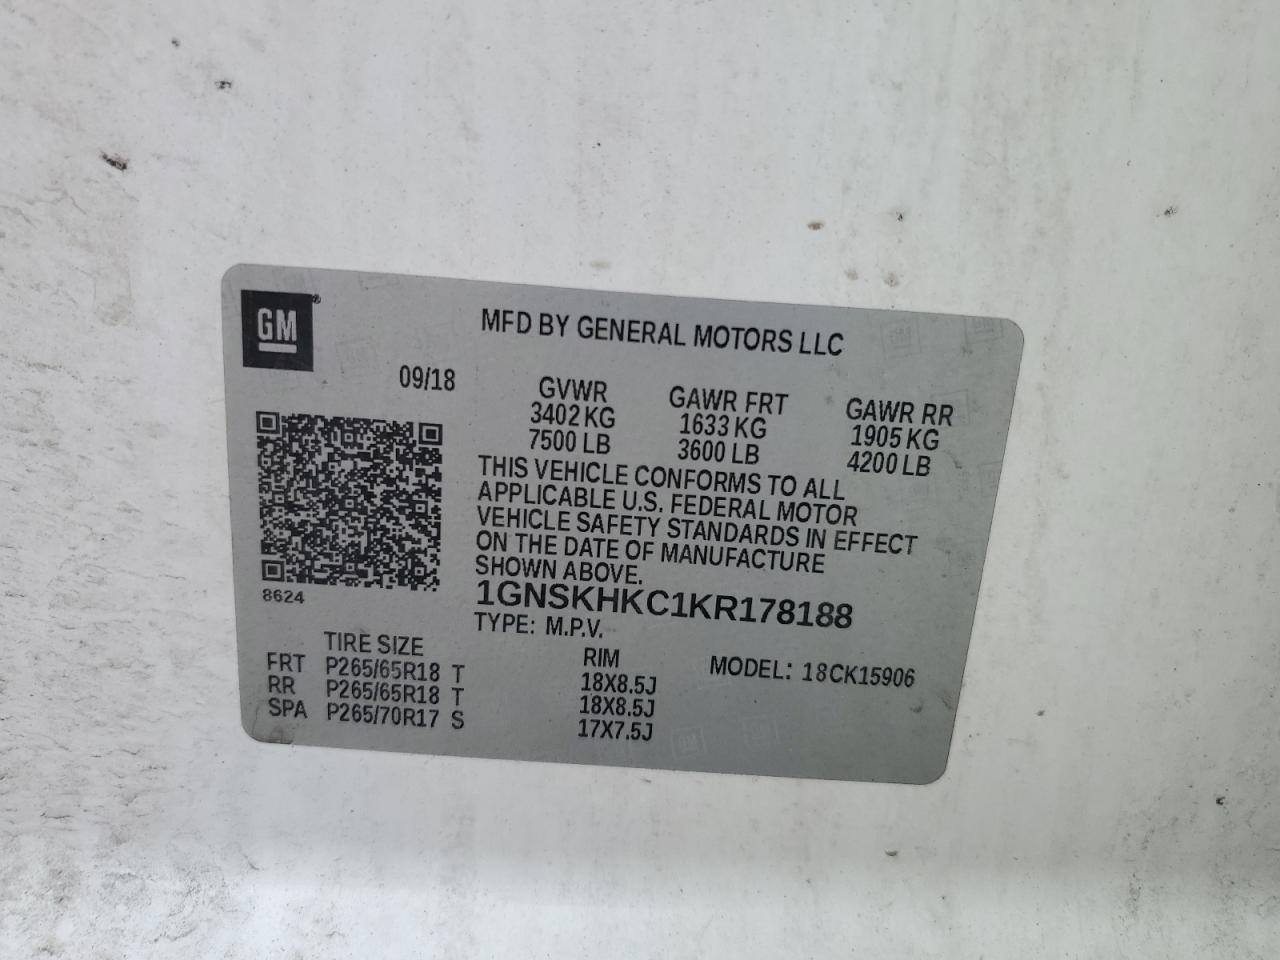 GM®
MFD BY GENERAL MOTORS LLC
09/18
GVWR GAWR FRT GAWR RR
3402 KG 1633 KG 1905 KG
7500 LB 3600 LB 4200 LB
THIS VEHICLE CONFORMS TO ALL
APPLICABLE U.S. FEDERAL MOTOR
VEHICLE SAFETY STANDARDS IN EFFECT
ON THE DATE OF MANUFACTURE
SHOWN ABOVE.
8624
1GNSKHKC1KR178188
TYPE: M.P.V.
TIRE SIZE RIM MODEL: 18CK15906
FRT P265/65R18 T 18X8.5J
RR P265/65R18 T 18X8.5J
SPA P265/70R17 S 17X7.5J